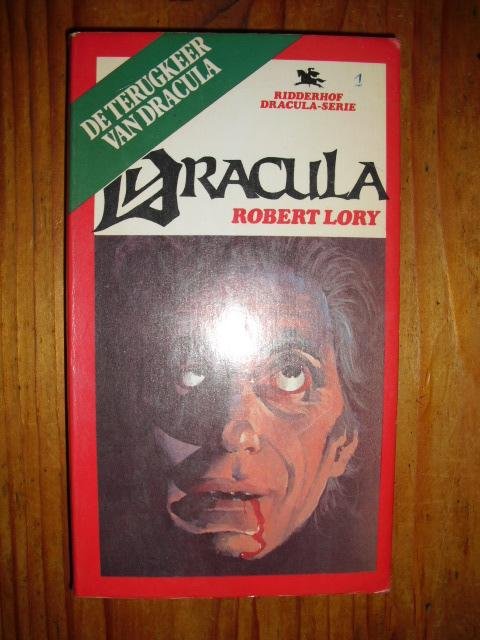 DE TERUGKEER
VAN DRACULA
1
RIDDERHOF
DRACULA-SERIE
DRACULA
ROBERT LORY